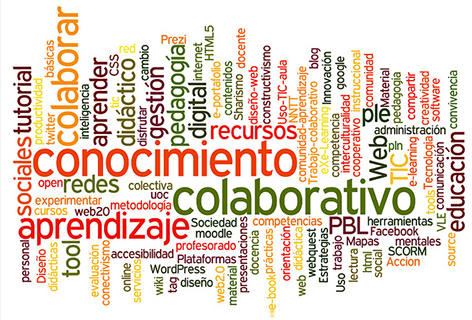 Prezi
HTML5
docente
colaborar
básicas
red
CSS
tic
cambio
Internet
tutorial
productividad
twitter
inteligencia
aprender
didáctico
disfrutar
gestión
pedagogía
digital
e-portafolio
contenidos
Sharismo
diseño-web
constructivismo
Uso-TIC-aula
comunidad-aprendizaje
Trabajo-colaborativo
blog
Innovación
exe-learning
competencia
google
interculturalidad
cooperativo
instruccional
comunidad
ple
Material
pedagogia
compartir
creatividad
software
convivencia
recursos
administración
sociales
conocimiento
Web
TIC
pln
e-learning
Tecnología
comunicación
educación
open
redes
colectiva
uoc
colaborativo
experimentar
cursos
web20
metodología
aprendizaje
Sociedad
moodle
competencias
PBL
herramientas
Facebook
VLE
source
personal
Diseño
didácticas
tool
evaluación
conectivismo
accesibilidad
online
servicios
wiki
Plataformas
WordPress
tag
diseño
profesorado
web2.0
material
presentaciones
docencia
e-book
prácticas
orientación
didáctica
web
webquest
Estrategias
Uso
trabajo
Mapas
lectura
html
social
mentales
SCORM
Accion